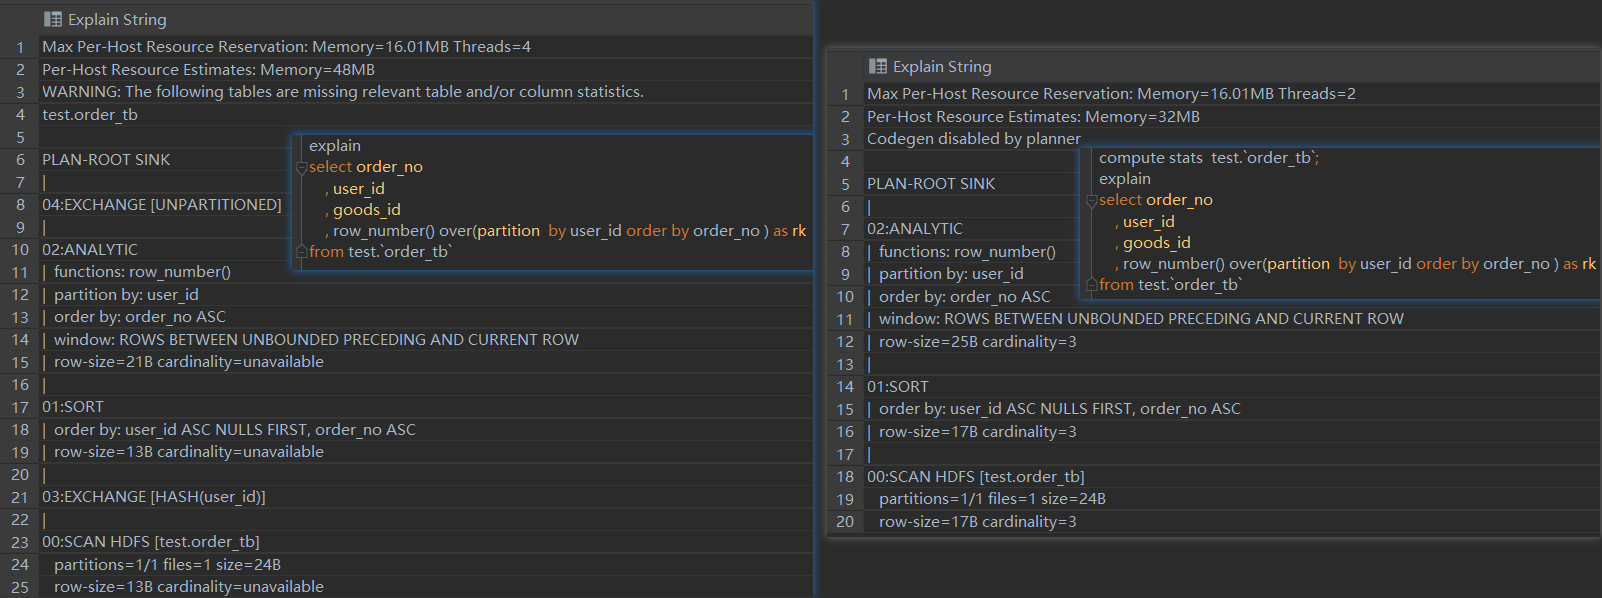 Explain String
1 Max Per-Host Resource Reservation: Memory=16.01MB Threads=4
2 Per-Host Resource Estimates: Memory=48MB
3 WARNING: The following tables are missing relevant table and/or column statistics.
4 test.order_tb
5
6 PLAN-ROOT SINK
7 |
8 04:EXCHANGE [UNPARTITIONED]
9 |
10 02:ANALYTIC
11 | functions: row_number()
12 | partition by: user_id
13 | order by: order_no ASC
14 | window: ROWS BETWEEN UNBOUNDED PRECEDING AND CURRENT ROW
15 | row-size=21B cardinality=unavailable
16 |
17 01:SORT
18 | order by: user_id ASC NULLS FIRST, order_no ASC
19 | row-size=13B cardinality=unavailable
20 |
21 03:EXCHANGE [HASH(user_id)]
22 |
23 00:SCAN HDFS [test.order_tb]
24 partitions=1/1 files=1 size=24B
25 row-size=13B cardinality=unavailable
explain
select order_no
, user_id
, goods_id
, row_number() over(partition by user_id order by order_no ) as rk
from test.`order_tb`
Explain String
1 Max Per-Host Resource Reservation: Memory=16.01MB Threads=2
2 Per-Host Resource Estimates: Memory=32MB
3 Codegen disabled by planner
4
5 PLAN-ROOT SINK
6 |
7 02:ANALYTIC
8 | functions: row_number()
9 | partition by: user_id
10 | order by: order_no ASC
11 | window: ROWS BETWEEN UNBOUNDED PRECEDING AND CURRENT ROW
12 | row-size=25B cardinality=3
13 |
14 01:SORT
15 | order by: user_id ASC NULLS FIRST, order_no ASC
16 | row-size=17B cardinality=3
17 |
18 00:SCAN HDFS [test.order_tb]
19 partitions=1/1 files=1 size=24B
20 row-size=17B cardinality=3
compute stats test.`order_tb`;
explain
select order_no
, user_id
, goods_id
, row_number() over(partition by user_id order by order_no ) as rk
from test.`order_tb`